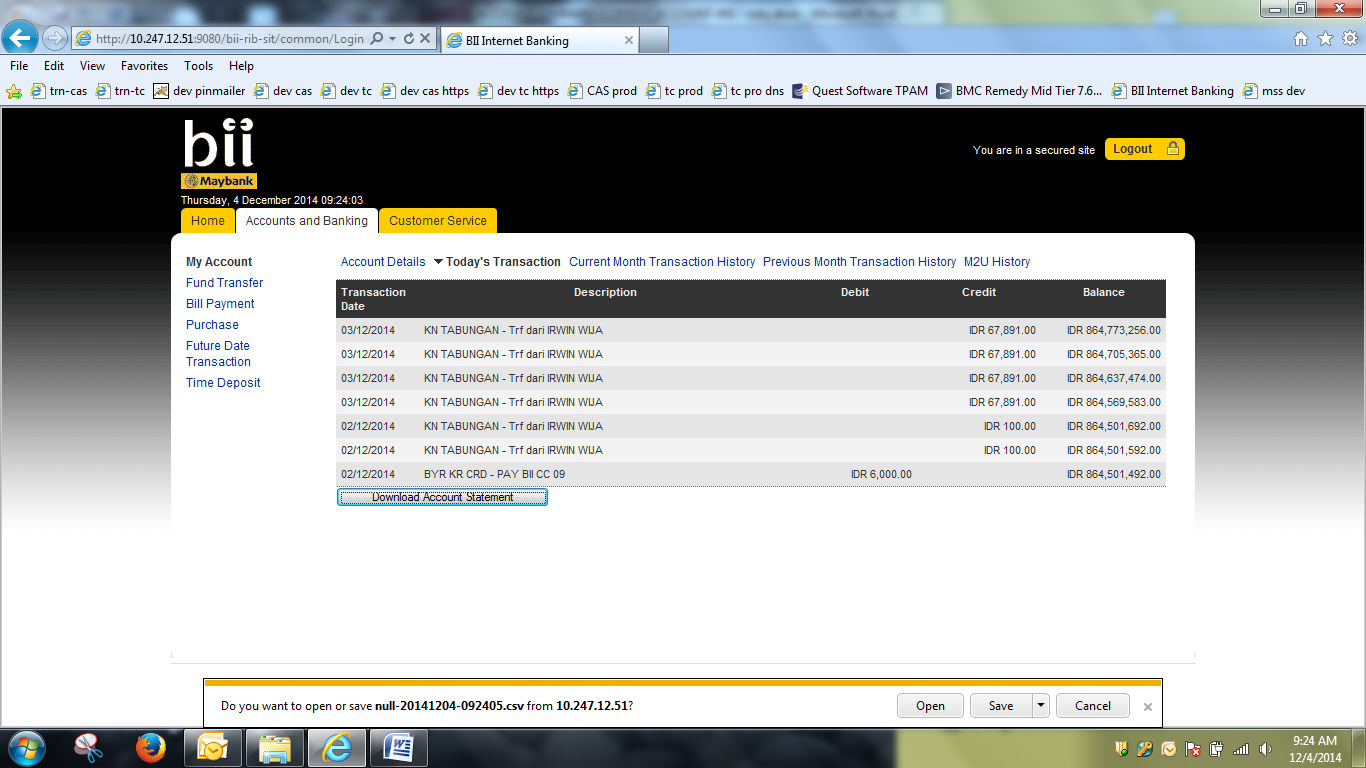 http://10.247.12.51:9080/bii-rib-sit/common/Login
BII Internet Banking
File Edit View Favorites Tools Help
trn-cas trn-tc dev pinmailer dev cas dev tc dev cas https dev tc https CAS prod tc prod tc pro dns Quest Software TPAM BMC Remedy Mid Tier 7.6... BII Internet Banking mss dev
bii
Maybank
You are in a secured site Logout
Thursday, 4 December 2014 09:24:03
Home Accounts and Banking Customer Service
My Account
Fund Transfer
Bill Payment
Purchase
Future Date
Transaction
Time Deposit
Account Details Today's Transaction Current Month Transaction History Previous Month Transaction History M2U History
Transaction Date Description Debit Credit Balance
03/12/2014 KN TABUNGAN - Trf dari IRWIN WIJA IDR 67,891.00 IDR 864,773,256.00
03/12/2014 KN TABUNGAN - Trf dari IRWIN WIJA IDR 67,891.00 IDR 864,705,365.00
03/12/2014 KN TABUNGAN - Trf dari IRWIN WIJA IDR 67,891.00 IDR 864,637,474.00
03/12/2014 KN TABUNGAN - Trf dari IRWIN WIJA IDR 67,891.00 IDR 864,569,583.00
02/12/2014 KN TABUNGAN - Trf dari IRWIN WIJA IDR 100.00 IDR 864,501,692.00
02/12/2014 KN TABUNGAN - Trf dari IRWIN WIJA IDR 100.00 IDR 864,501,592.00
02/12/2014 BYR KR CRD - PAY BII CC 09 IDR 6,000.00 IDR 864,501,492.00
Download Account Statement
Do you want to open or save null-20141204-092405.csv from 10.247.12.51? Open Save Cancel
9:24 AM
12/4/2014